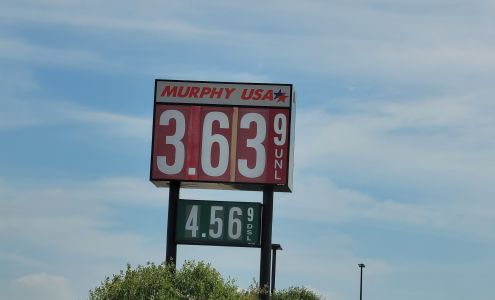 MURPHY USA
3.63 9 UNL
4.56 9 DSL